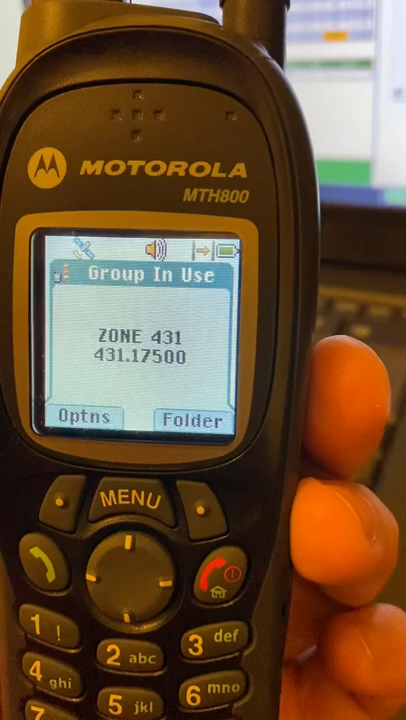 MOTOROLA
MTH800
Group In Use
ZONE 431
431.17500
Optns Folder
MENU
1 ! 2 abc 3 def
4 ghi 5 jkl 6 mno
7